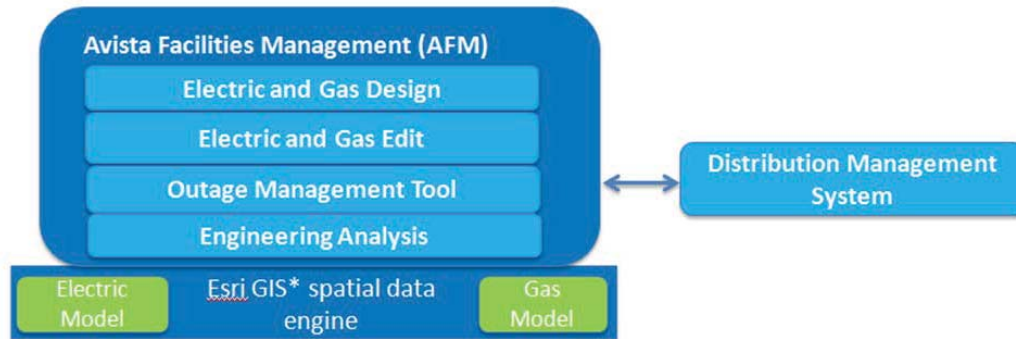 Avista Facilities Management (AFM)
Electric and Gas Design
Electric and Gas Edit
Outage Management Tool
Engineering Analysis
Distribution Management
System
Electric
Model
Esri GIS* spatial data
engine
Gas
Model